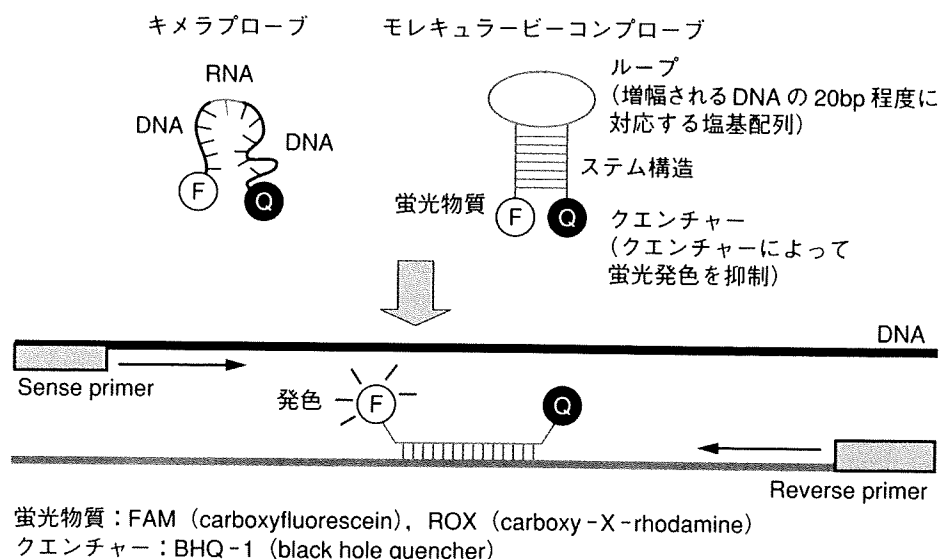 キメラプローブ
モレキュラービーコンプローブ
RNA
DNA
DNA
F
Q
ループ
(増幅されるDNAの20bp程度に
対応する塩基配列)
ステム構造
蛍光物質
F
Q
クエンチャー
(クエンチャーによって
蛍光発色を抑制)
DNA
Sense primer
発色
F
Q
Reverse primer
蛍光物質:FAM (carboxyfluorescein), ROX (carboxy-X-rhodamine)
クエンチャー:BHQ-1 (black hole quencher)